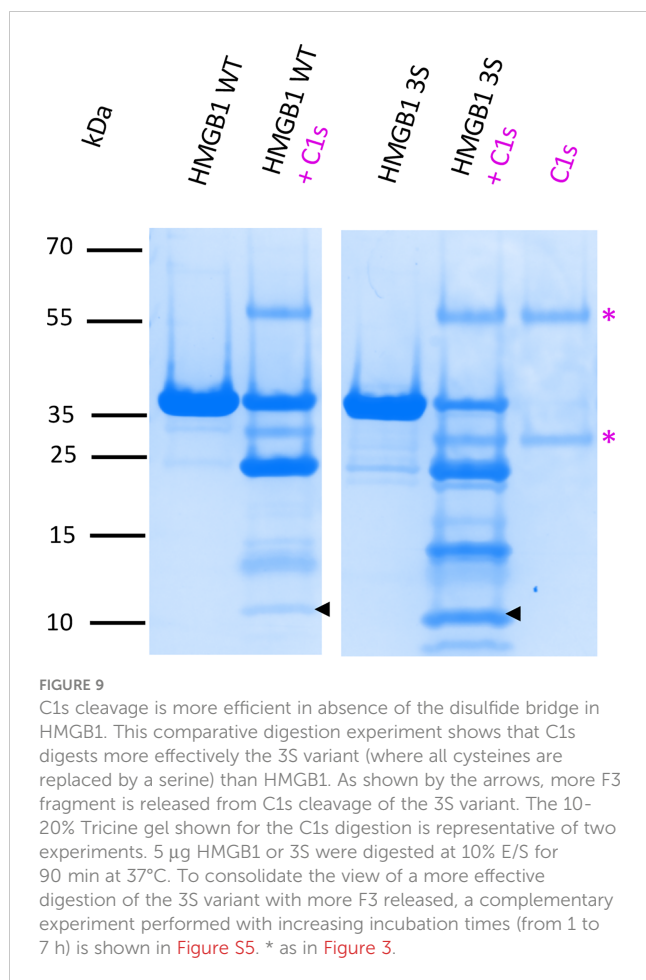 kDa
HMGB1 WT
HMGB1 WT
+ C1s
HMGB1 3S
HMGB1 3S
+ C1s
C1s
70
55
35
25
15
10
*
*
FIGURE 9
C1s cleavage is more efficient in absence of the disulfide bridge in
HMGB1. This comparative digestion experiment shows that C1s
digests more effectively the 3S variant (where all cysteines are
replaced by a serine) than HMGB1. As shown by the arrows, more F3
fragment is released from C1s cleavage of the 3S variant. The 10-
20% Tricine gel shown for the C1s digestion is representative of two
experiments. 5 μg HMGB1 or 3S were digested at 10% E/S for
90 min at 37°C. To consolidate the view of a more effective
digestion of the 3S variant with more F3 released, a complementary
experiment performed with increasing incubation times (from 1 to
7 h) is shown in Figure S5. * as in Figure 3.